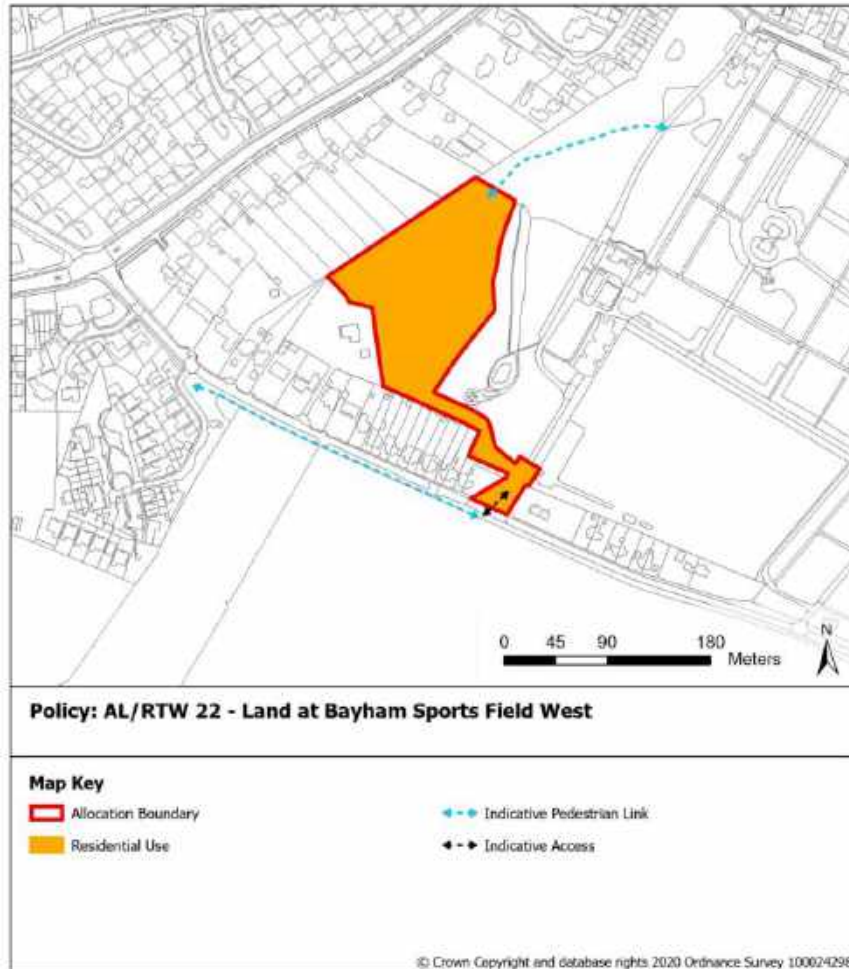 0 45 90 180
Meters
N
Policy: AL/RTW 22 - Land at Bayham Sports Field West
Map Key
Allocation Boundary
Indicative Pedestrian Link
Residential Use
Indicative Access
© Crown Copyright and database rights 2020 Ordnance Survey 100024298